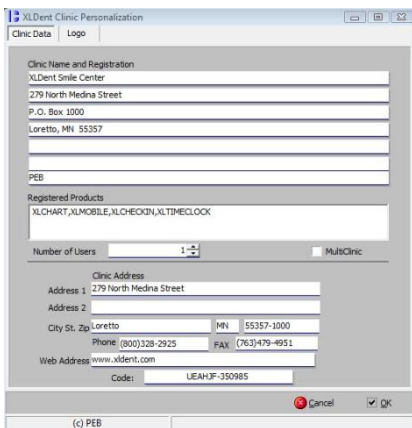 XLDent Clinic Personalization
Clinic Data Logo
Clinic Name and Registration
XLDent Smile Center
279 North Medina Street
P.O. Box 1000
Loretto, MN 55357
PEB
Registered Products
XLCHART,XLMOBILE,XLCHECKIN,XLTIMECLOCK
Number of Users 1 MultiClinic
Clinic Address
Address 1 279 North Medina Street
Address 2
City St. Zip Loretto MN 55357-1000
Phone (800)328-2925 FAX (763)479-4951
Web Address www.xldent.com
Code: UEAHJF-350985
Cancel OK
(c) PEB